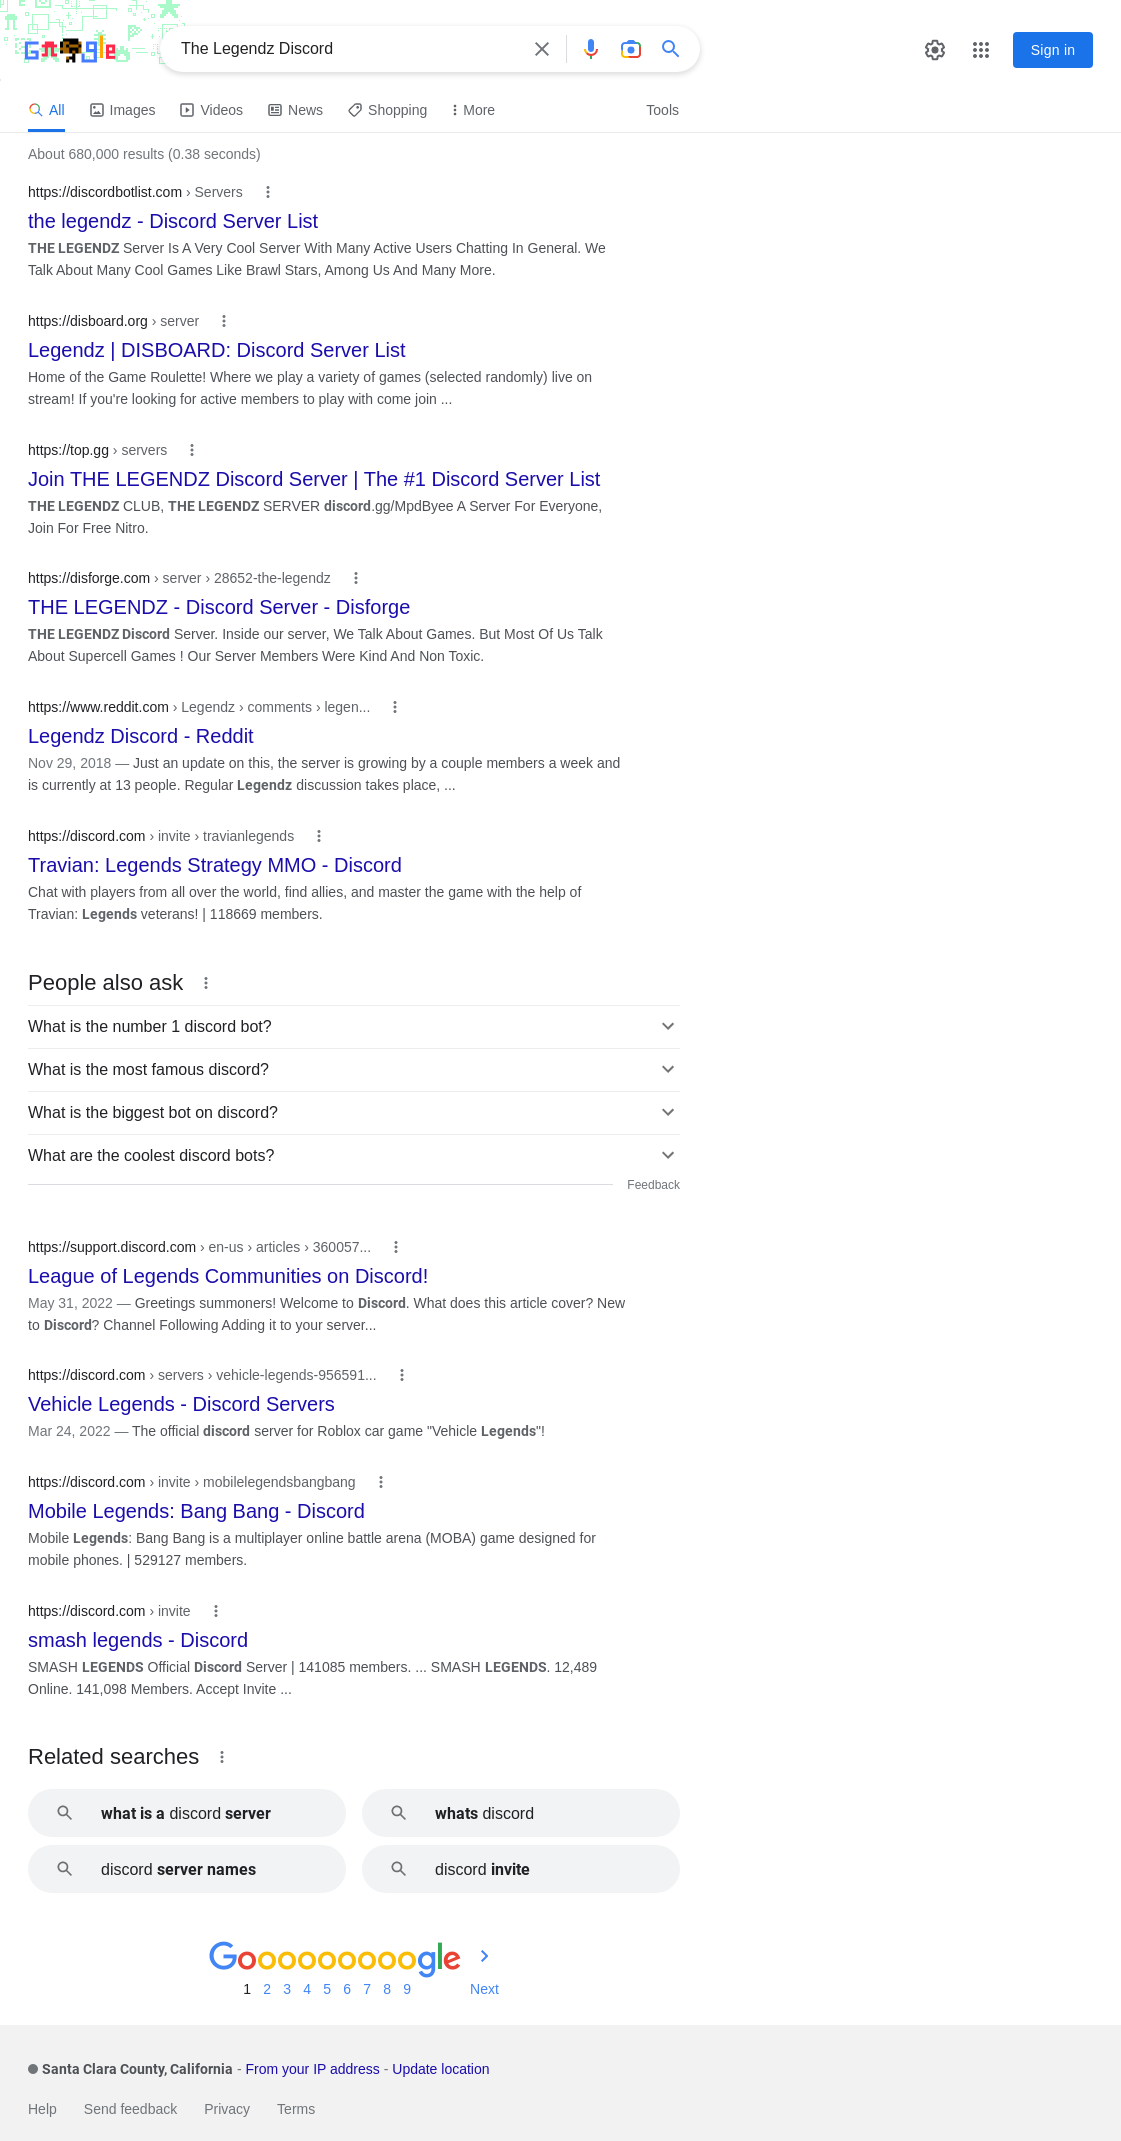 Google
The Legendz Discord
Sign in
All Images Videos News Shopping More Tools
About 680,000 results (0.38 seconds)
https://discordbotlist.com › Servers
the legendz - Discord Server List
THE LEGENDZ Server Is A Very Cool Server With Many Active Users Chatting In General. We
Talk About Many Cool Games Like Brawl Stars, Among Us And Many More.
https://disboard.org › server
Legendz | DISBOARD: Discord Server List
Home of the Game Roulette! Where we play a variety of games (selected randomly) live on
stream! If you're looking for active members to play with come join ...
https://top.gg › servers
Join THE LEGENDZ Discord Server | The #1 Discord Server List
THE LEGENDZ CLUB, THE LEGENDZ SERVER discord.gg/MpdByee A Server For Everyone,
Join For Free Nitro.
https://disforge.com › server › 28652-the-legendz
THE LEGENDZ - Discord Server - Disforge
THE LEGENDZ Discord Server. Inside our server, We Talk About Games. But Most Of Us Talk
About Supercell Games ! Our Server Members Were Kind And Non Toxic.
https://www.reddit.com › Legendz › comments › legen...
Legendz Discord - Reddit
Nov 29, 2018 — Just an update on this, the server is growing by a couple members a week and
is currently at 13 people. Regular Legendz discussion takes place, ...
https://discord.com › invite › travianlegends
Travian: Legends Strategy MMO - Discord
Chat with players from all over the world, find allies, and master the game with the help of
Travian: Legends veterans! | 118669 members.
People also ask
What is the number 1 discord bot?
What is the most famous discord?
What is the biggest bot on discord?
What are the coolest discord bots?
Feedback
https://support.discord.com › en-us › articles › 360057...
League of Legends Communities on Discord!
May 31, 2022 — Greetings summoners! Welcome to Discord. What does this article cover? New
to Discord? Channel Following Adding it to your server...
https://discord.com › servers › vehicle-legends-956591...
Vehicle Legends - Discord Servers
Mar 24, 2022 — The official discord server for Roblox car game "Vehicle Legends"!
https://discord.com › invite › mobilelegendsbangbang
Mobile Legends: Bang Bang - Discord
Mobile Legends: Bang Bang is a multiplayer online battle arena (MOBA) game designed for
mobile phones. | 529127 members.
https://discord.com › invite
smash legends - Discord
SMASH LEGENDS Official Discord Server | 141085 members. ... SMASH LEGENDS. 12,489
Online. 141,098 Members. Accept Invite ...
Related searches
what is a discord server
whats discord
discord server names
discord invite
Gooooooooogle
1 2 3 4 5 6 7 8 9 Next
Santa Clara County, California - From your IP address - Update location
Help Send feedback Privacy Terms